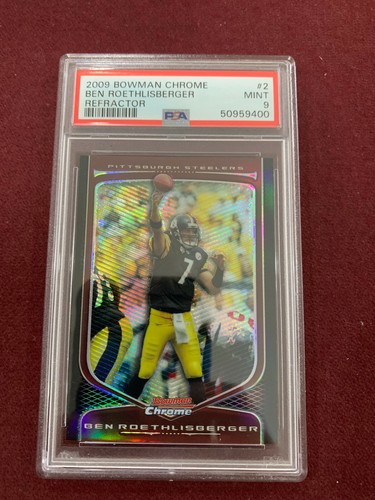 2009 BOWMAN CHROME #2
BEN ROETHLISBERGER MINT
REFRACTOR PSA 9
50959400
PITTSBURGH STEELERS
7
Bowman
Chrome
BEN ROETHLISBERGER